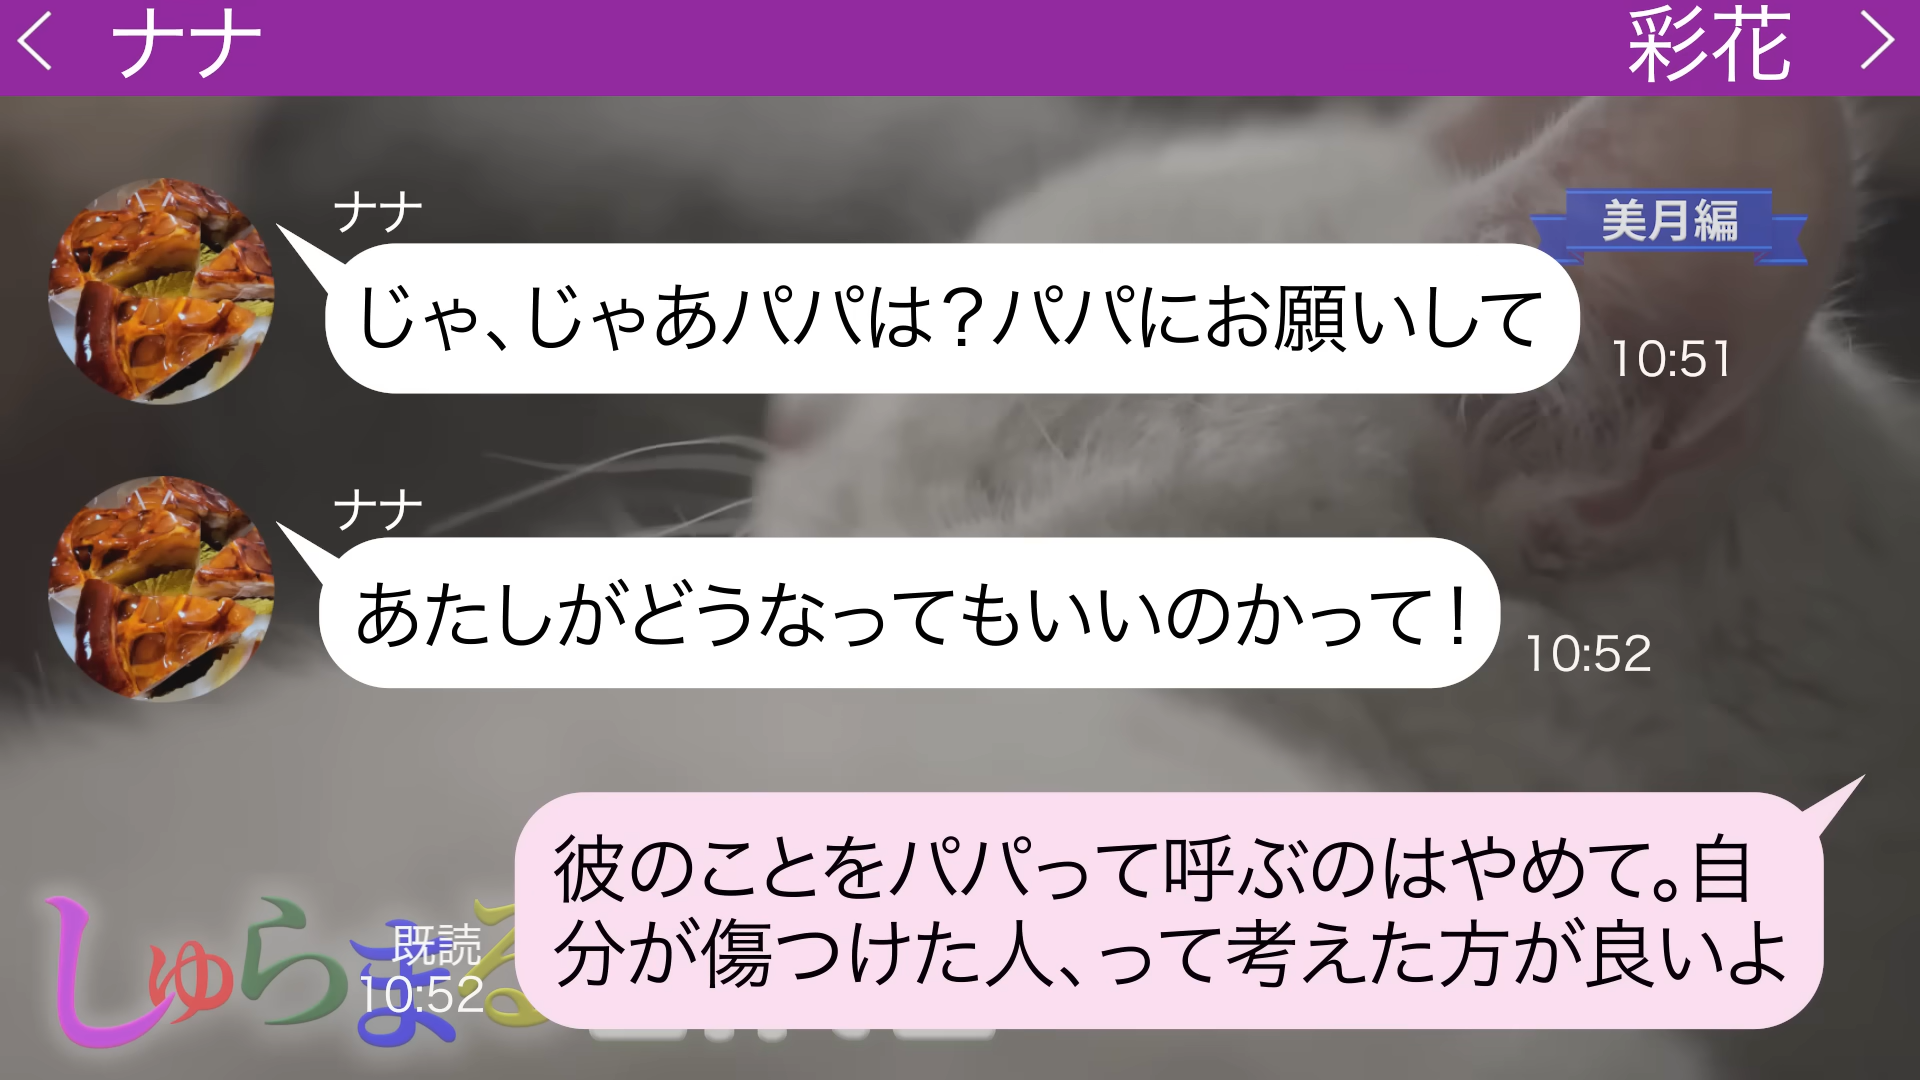 ナナ
彩花
ナナ
美月編
じゃ、じゃあパパは？パパにお願いして
10:51
ナナ
あたしがどうなってもいいのかって！
10:52
彼のことをパパって呼ぶのはやめて。自
分が傷つけた人、って考えた方が良いよ
既読
10:52
しゅらまる